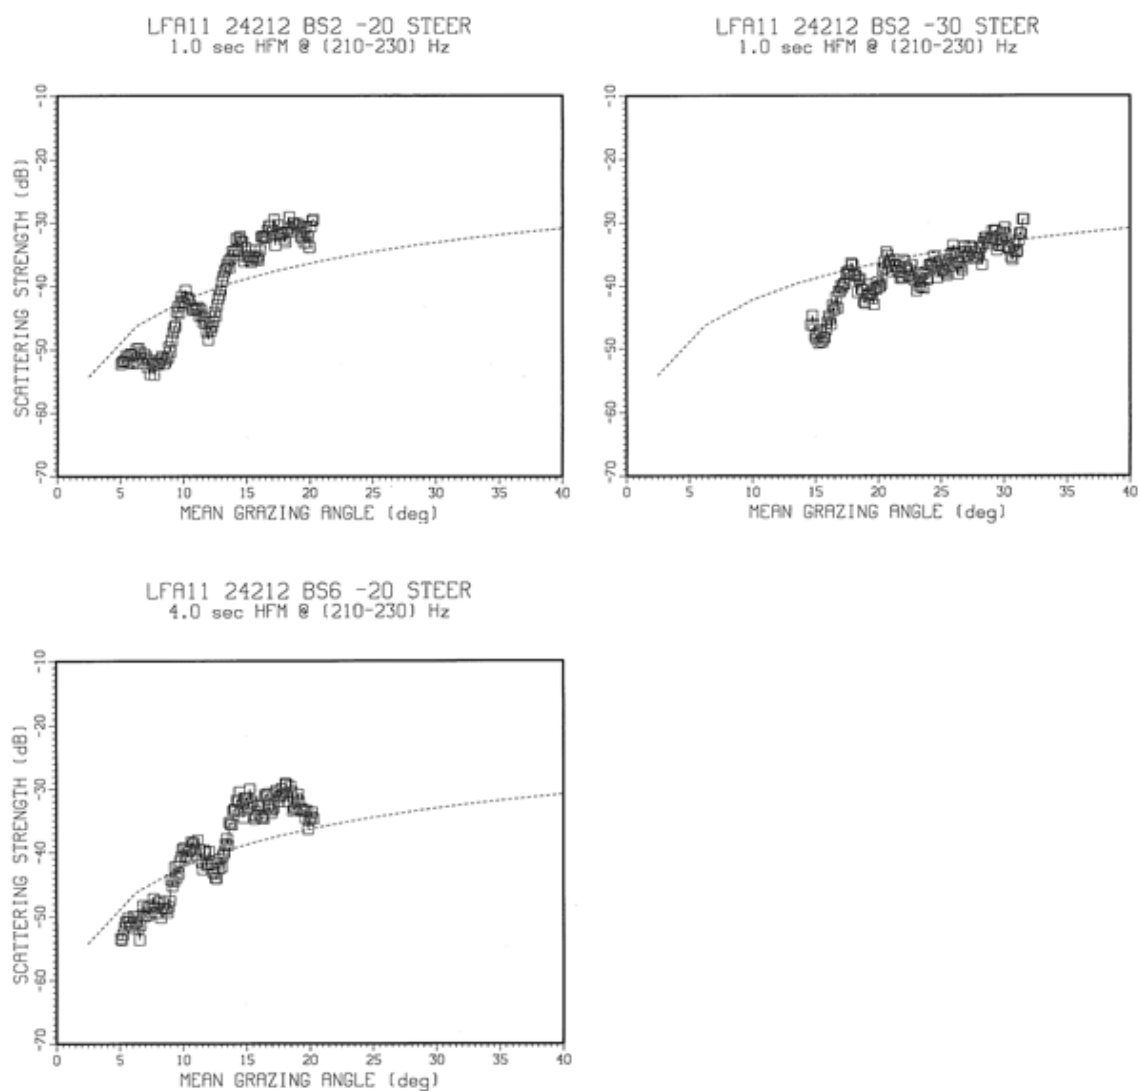 LFA11 24212 BS2 -20 STEER
1.0 sec HFM @ (210-230) Hz
SCATTERING STRENGTH (dB)
-10
-20
-30
-40
-50
-60
-70
0 5 10 15 20 25 30 35 40
MEAN GRAZING ANGLE (deg)
LFA11 24212 BS2 -30 STEER
1.0 sec HFM @ (210-230) Hz
SCATTERING STRENGTH (dB)
-10
-20
-30
-40
-50
-60
-70
0 5 10 15 20 25 30 35 40
MEAN GRAZING ANGLE (deg)
LFA11 24212 BS6 -20 STEER
4.0 sec HFM @ (210-230) Hz
SCATTERING STRENGTH (dB)
-10
-20
-30
-40
-50
-60
-70
0 5 10 15 20 25 30 35 40
MEAN GRAZING ANGLE (deg)